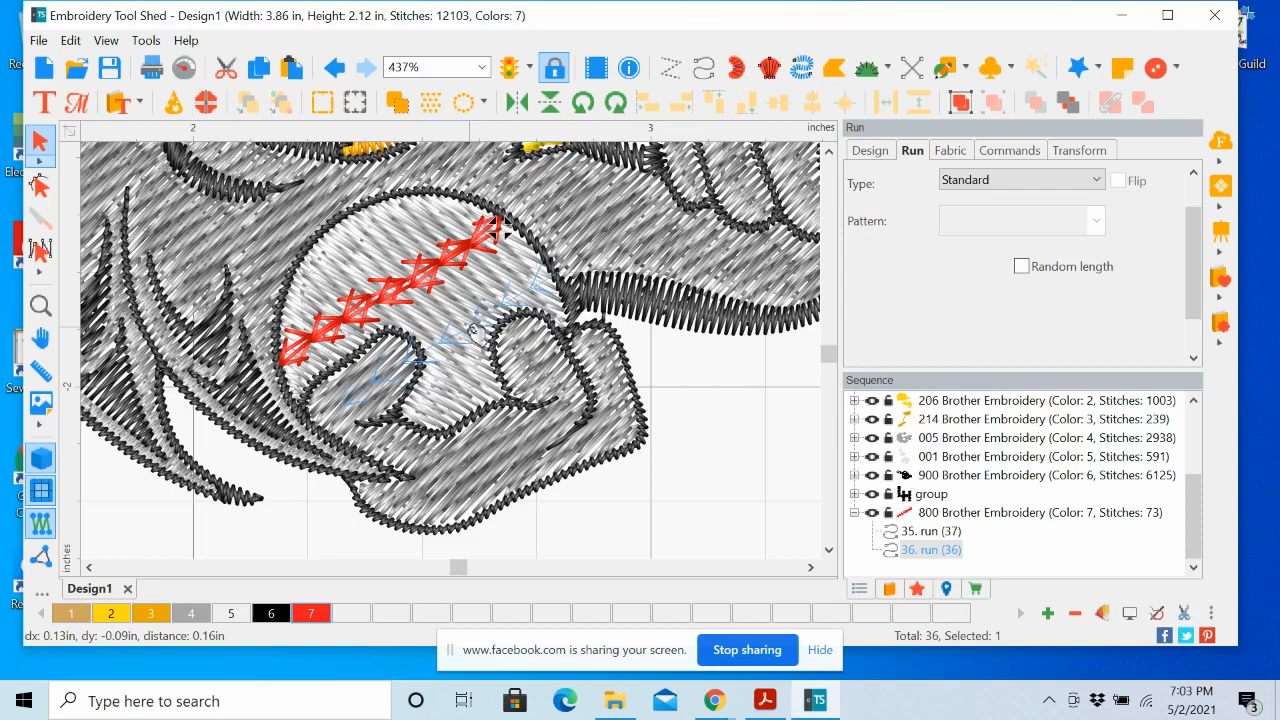 Embroidery Tool Shed - Design1 (Width: 3.86 in, Height: 2.12 in, Stitches: 12103, Colors: 7)
File Edit View Tools Help
Guild
437%
2 3 inches
Run
Design Run Fabric Commands Transform
Type: Standard Flip
Pattern:
Random length
-2
Sequence
206 Brother Embroidery (Color: 2, Stitches: 1003)
214 Brother Embroidery (Color: 3, Stitches: 239)
005 Brother Embroidery (Color: 4, Stitches: 2938)
001 Brother Embroidery (Color: 5, Stitches: 591)
900 Brother Embroidery (Color: 6, Stitches: 6125)
group
800 Brother Embroidery (Color: 7, Stitches: 73)
35. run (37)
36. run (36)
inches
Design1
1 2 3 4 5 6 7
dx: 0.13in, dy: -0.09in, distance: 0.16in
Total: 36, Selected: 1
www.facebook.com is sharing your screen. Stop sharing Hide
Type here to search
TS
7:03 PM
5/2/2021
3